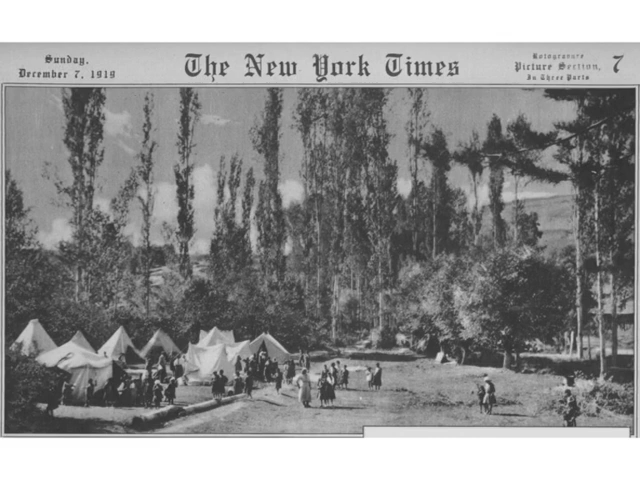 Sunday,
December 7, 1919
The New York Times
Rotogravure
Picture Section,
In Three Parts
7